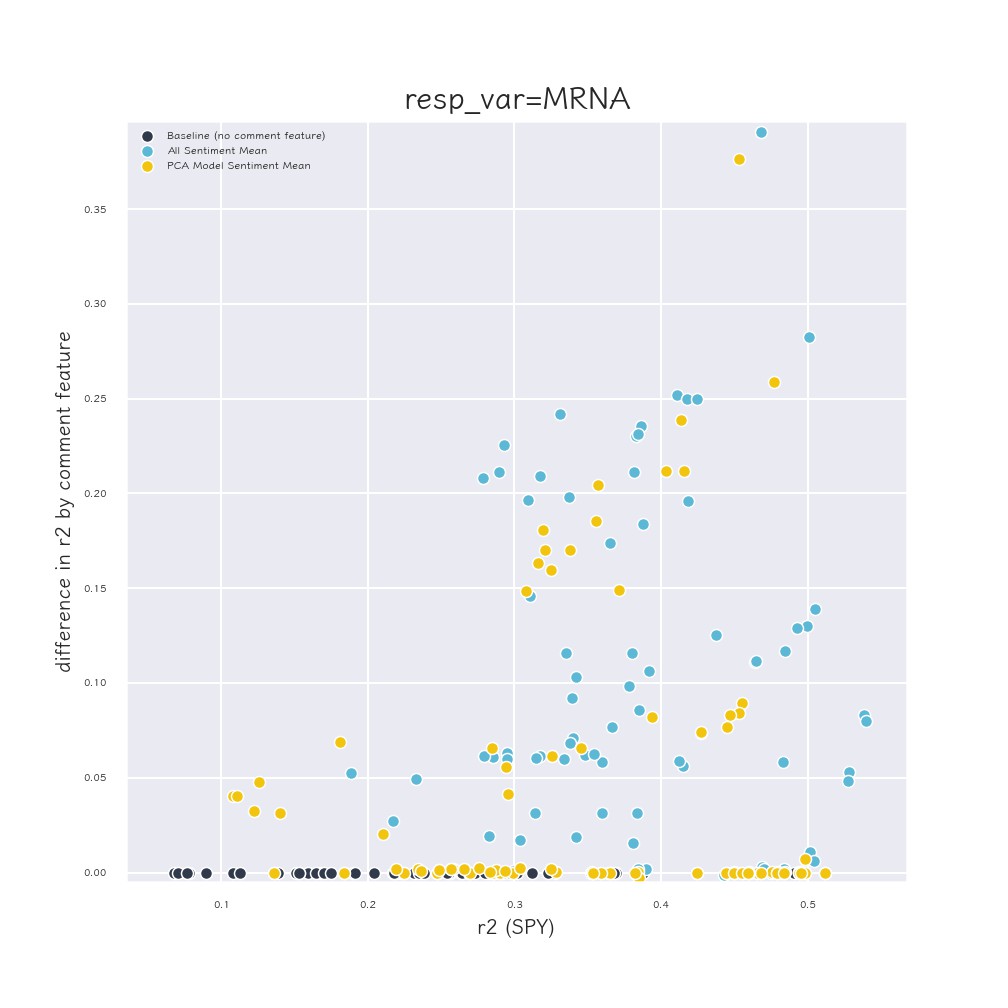 resp_var=MRNA
Baseline (no comment feature)
All Sentiment Mean
PCA Model Sentiment Mean
difference in r2 by comment feature
0.35
0.30
0.25
0.20
0.15
0.10
0.05
0.00
0.1
0.2
0.3
0.4
0.5
r2 (SPY)